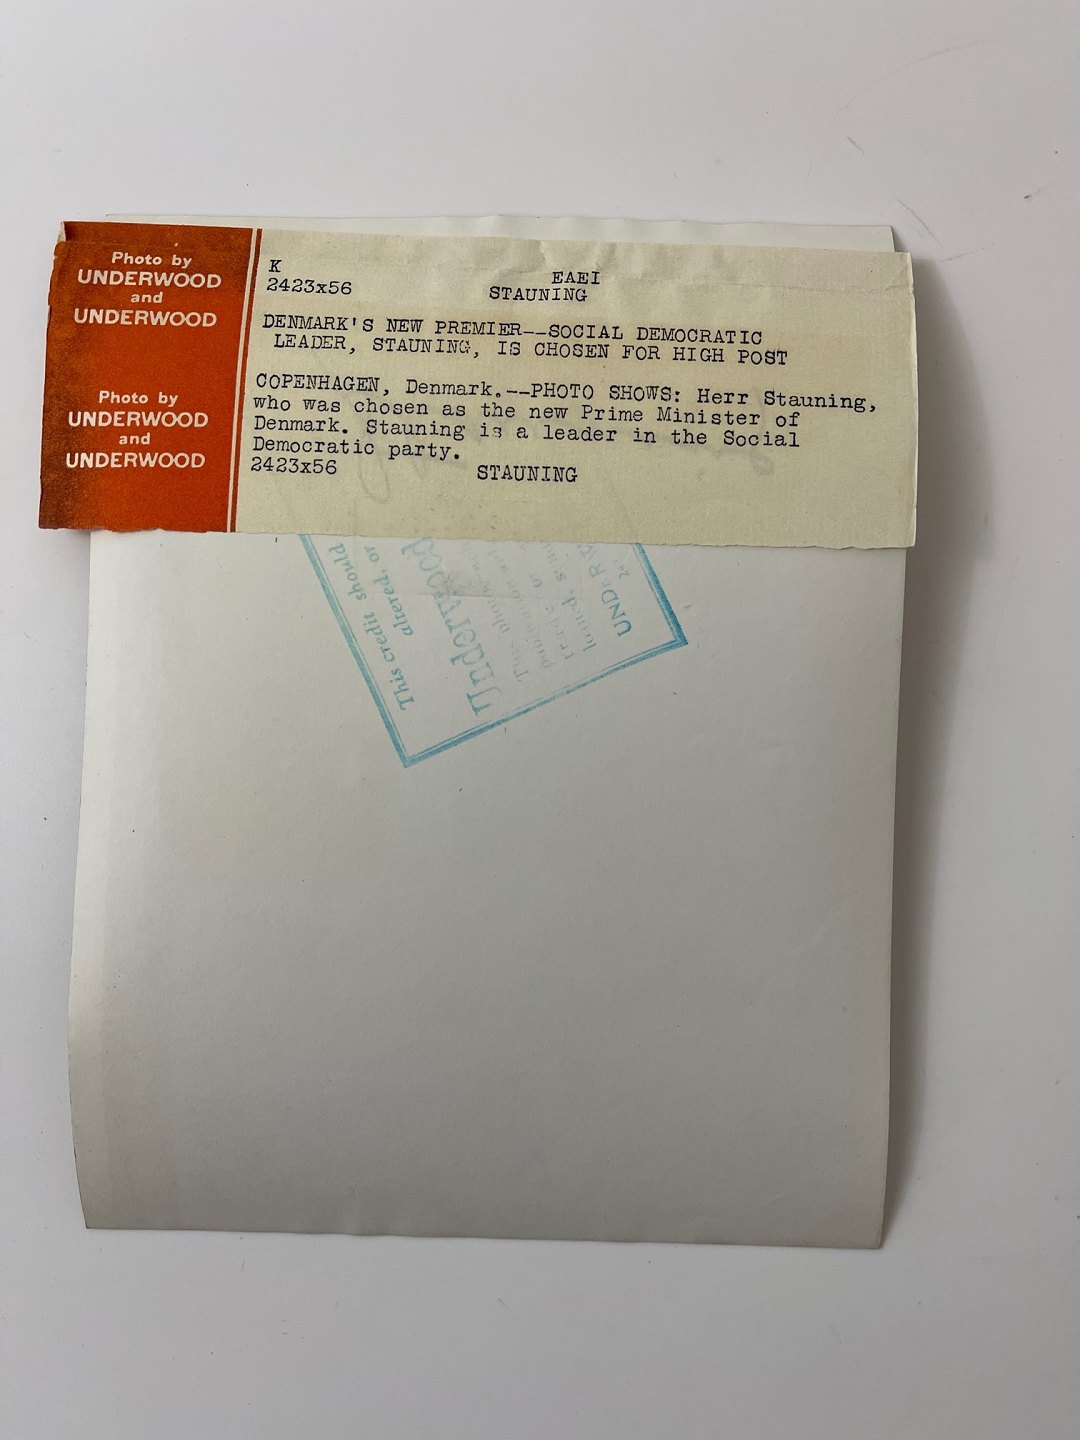 Photo by
UNDERWOOD
and
UNDERWOOD
Photo by
UNDERWOOD
and
UNDERWOOD
K
EAEI
2423x56
STAUNING
DENMARK'S NEW PREMIER--SOCIAL DEMOCRATIC
LEADER, STAUNING, IS CHOSEN FOR HIGH POST
COPENHAGEN, Denmark.--PHOTO SHOWS: Herr Stauning,
who was chosen as the new Prime Minister of
Denmark. Stauning is a leader in the Social
Democratic party.
2423x56
STAUNING
This credit should
altered, or
Underwood
UNDER